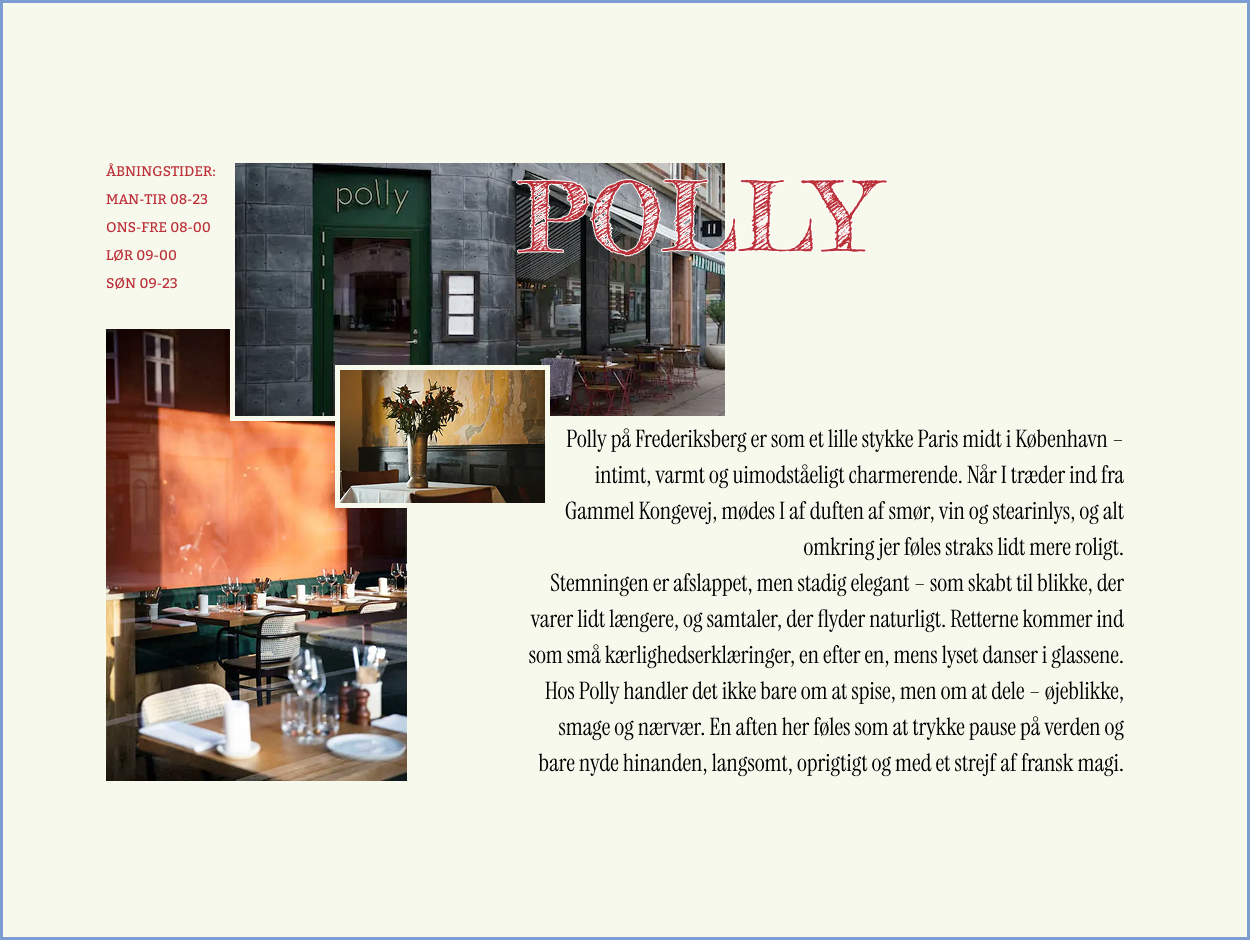 ÅBNINGSTIDER:
MAN-TIR 08-23
ONS-FRE 08-00
LØR 09-00
SØN 09-23
polly
POLLY
Polly på Frederiksberg er som et lille stykke Paris midt i København –
intimt, varmt og uimodståeligt charmerende. Når I træder ind fra
Gammel Kongevej, mødes I af duften af smør, vin og stearinlys, og alt
omkring jer føles straks lidt mere roligt.
Stemningen er afslappet, men stadig elegant – som skabt til blikke, der
varer lidt længere, og samtaler, der flyder naturligt. Retterne kommer ind
som små kærlighedserklæringer, en efter en, mens lyset danser i glassene.
Hos Polly handler det ikke bare om at spise, men om at dele – øjeblikke,
smage og nærvær. En aften her føles som at trykke pause på verden og
bare nyde hinanden, langsomt, oprigtigt og med et strejf af fransk magi.